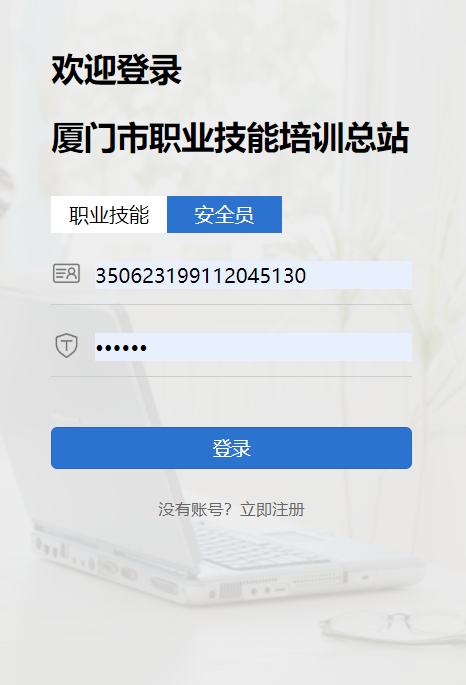 欢迎登录
厦门市职业技能培训总站
职业技能 安全员
350623199112045130
••••••
登录
没有账号？立即注册